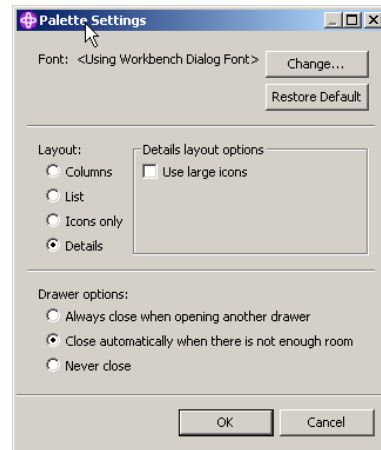 Palette Settings
Font: <Using Workbench Dialog Font>
Change...
Restore Default
Layout:
Columns
List
Icons only
Details
Details layout options
Use large icons
Drawer options:
Always close when opening another drawer
Close automatically when there is not enough room
Never close
OK
Cancel